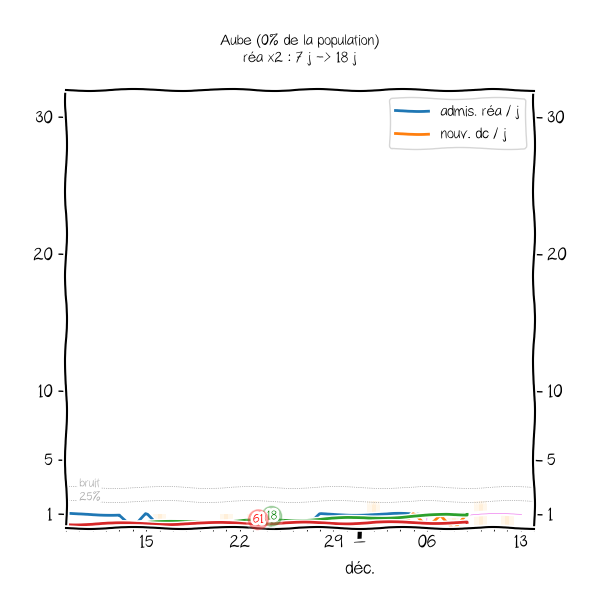 Aube (0% de la population)
réa x2 : 7 j -> 18 j
admis. réa / j
nouv. dc / j
30 30
20 20
10 10
5 5
bruit
25%
1 61 18 1
15 22 29 1 06 13
déc.